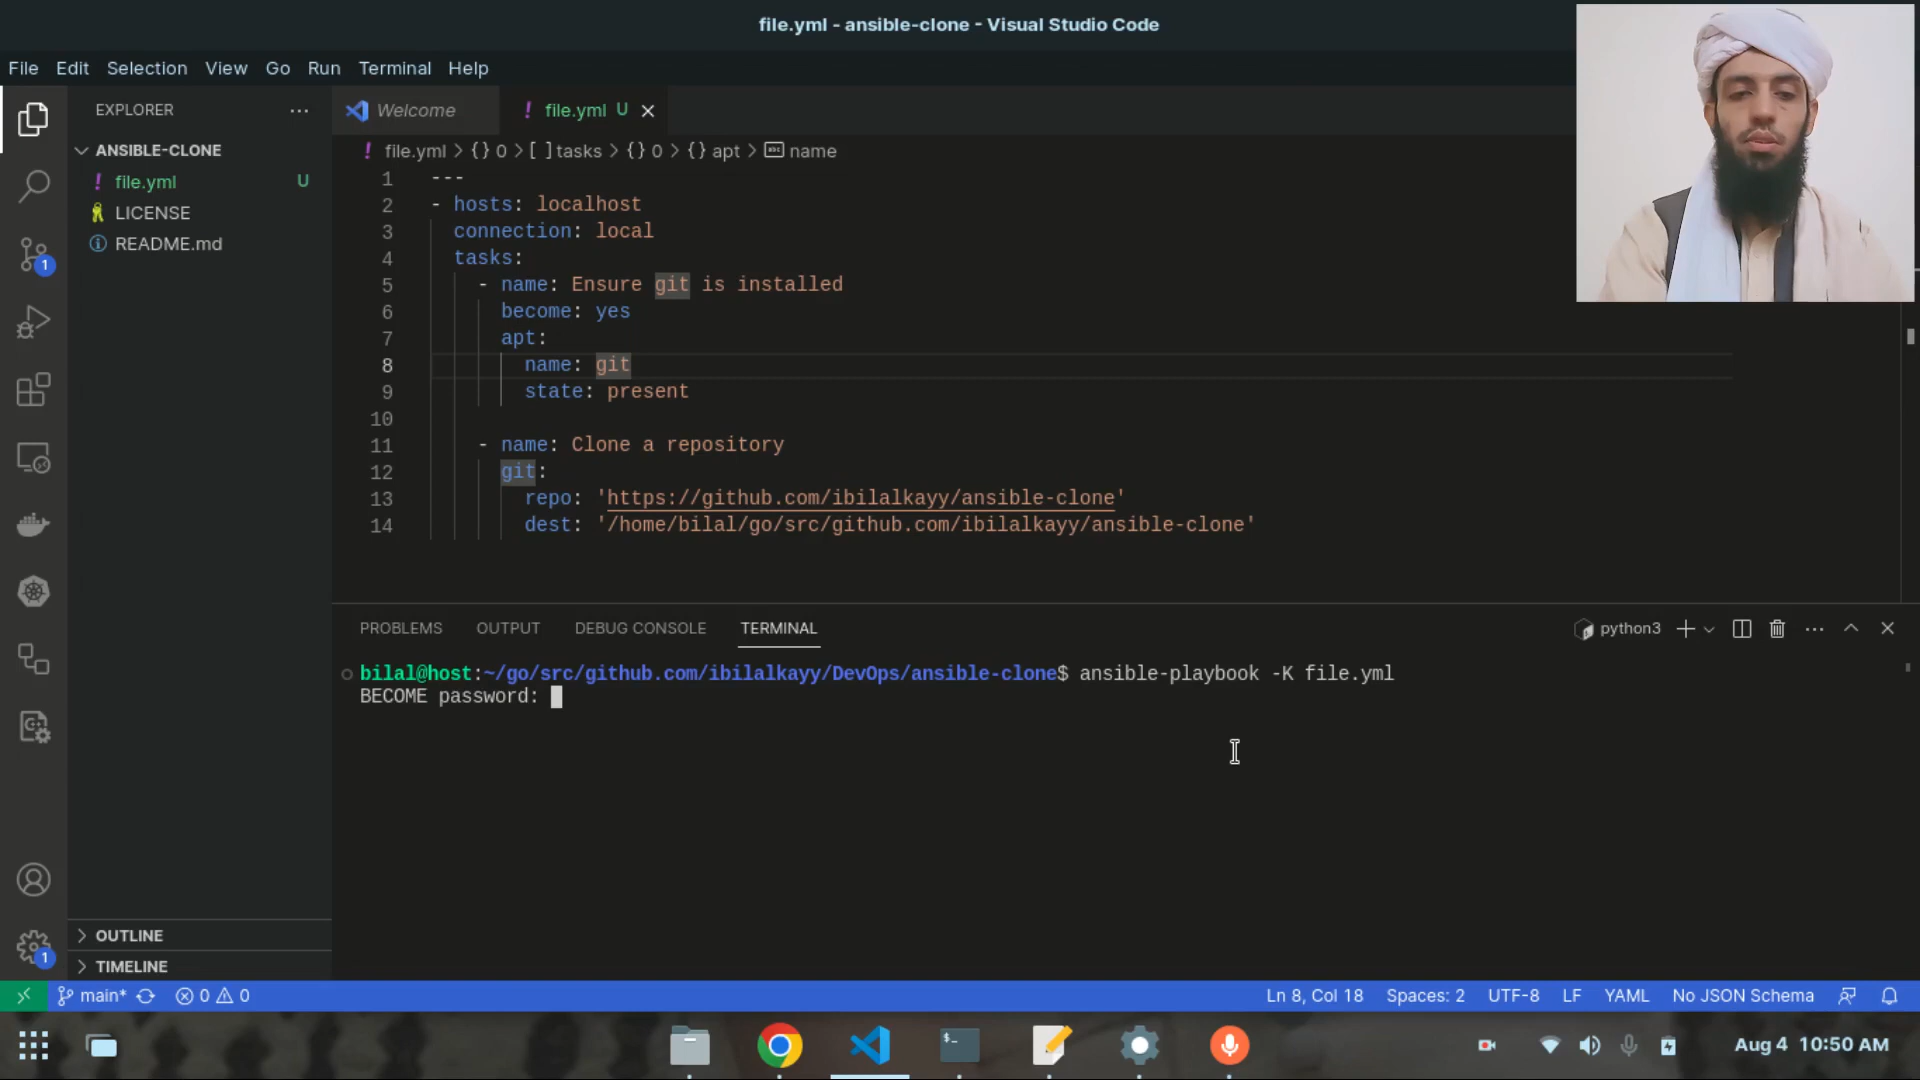 file.yml - ansible-clone - Visual Studio Code
File Edit Selection View Go Run Terminal Help
EXPLORER ···
Welcome
file.yml U
ANSIBLE-CLONE
file.yml U
LICENSE
README.md
file.yml > {} 0 > [ ] tasks > {} 0 > {} apt > abc name
1 ---
2 - hosts: localhost
3 connection: local
4 tasks:
5 - name: Ensure git is installed
6 become: yes
7 apt:
8 name: git
9 state: present
10
11 - name: Clone a repository
12 git:
13 repo: 'https://github.com/ibilalkayy/ansible-clone'
14 dest: '/home/bilal/go/src/github.com/ibilalkayy/ansible-clone'
1
PROBLEMS OUTPUT DEBUG CONSOLE TERMINAL
python3
bilal@host:~/go/src/github.com/ibilalkayy/DevOps/ansible-clone$ ansible-playbook -K file.yml
BECOME password:
OUTLINE
TIMELINE
1
main* 0 0
Ln 8, Col 18 Spaces: 2 UTF-8 LF YAML No JSON Schema
Aug 4 10:50 AM